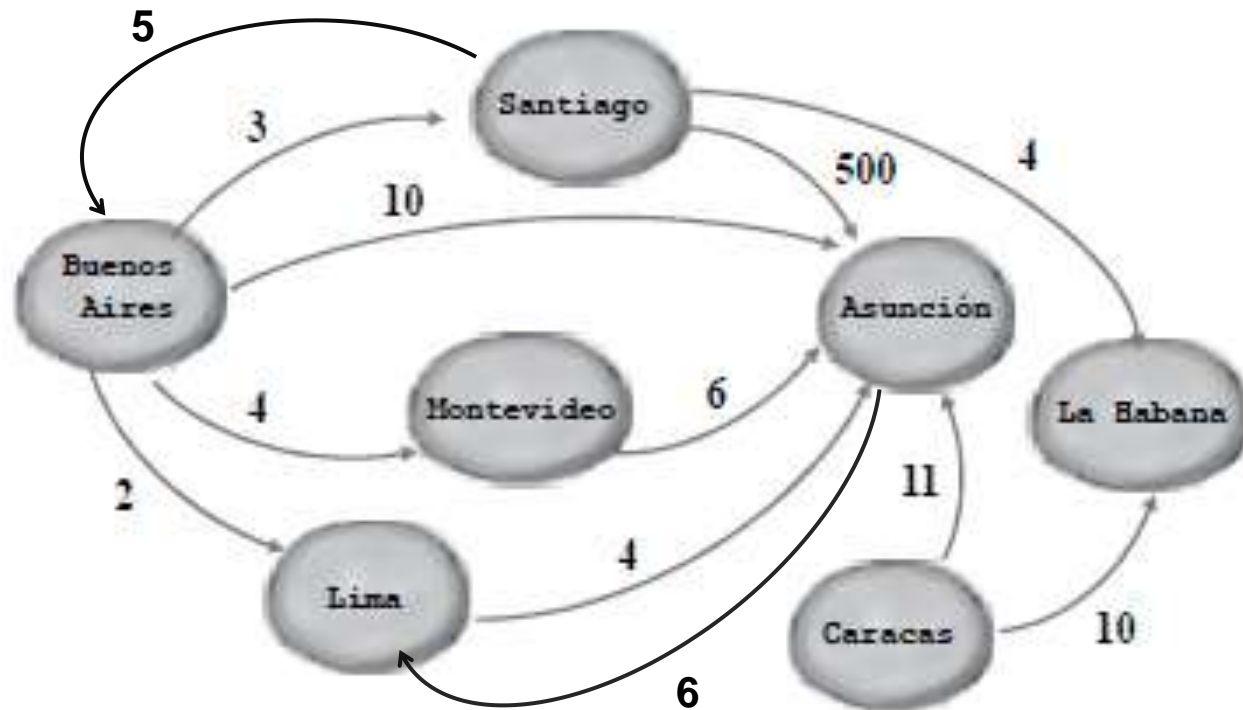 5
Santiago
3
4
500
10
Buenos
Aires
Asunción
4
Montevideo
6
La Habana
2
11
4
Lima
Caracas
10
6